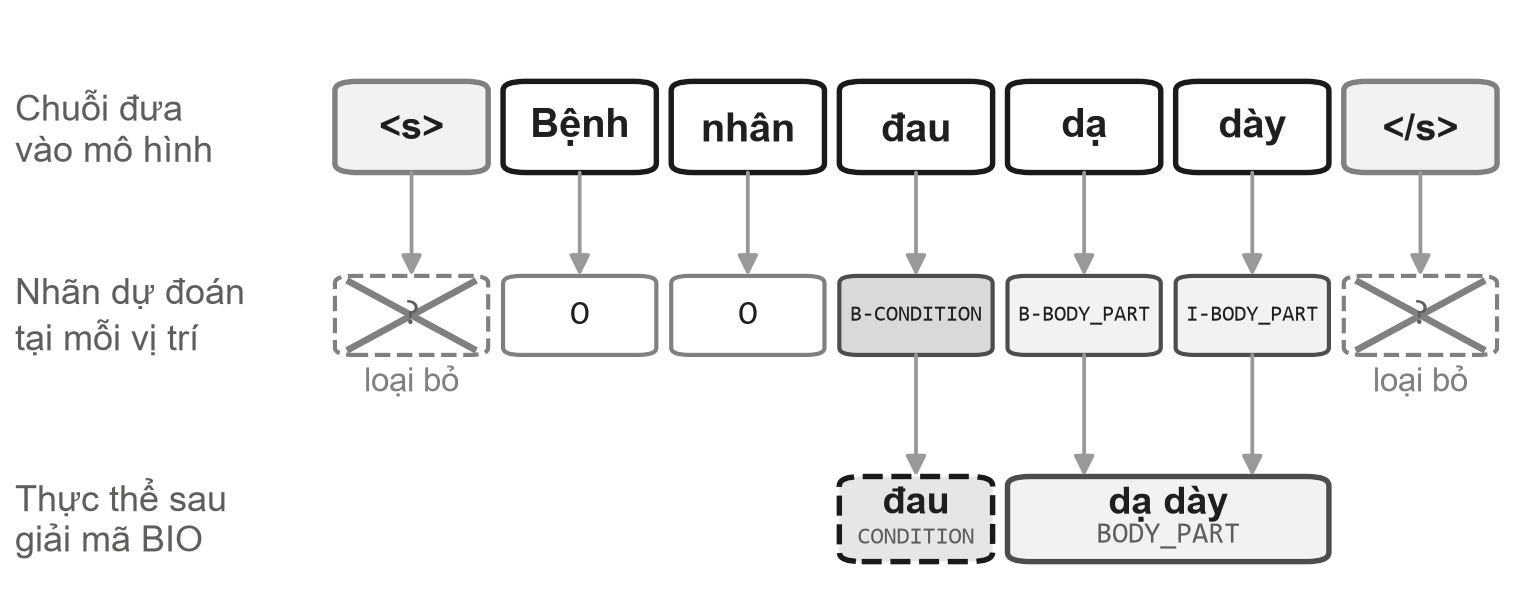 Chuỗi đưa
vào mô hình
<s> Bệnh nhân đau dạ dày </s>
Nhãn dự đoán
tại mỗi vị trí
? O O B-CONDITION B-BODY_PART I-BODY_PART ?
loại bỏ loại bỏ
Thực thể sau
giải mã BIO
đau dạ dày
CONDITION BODY_PART